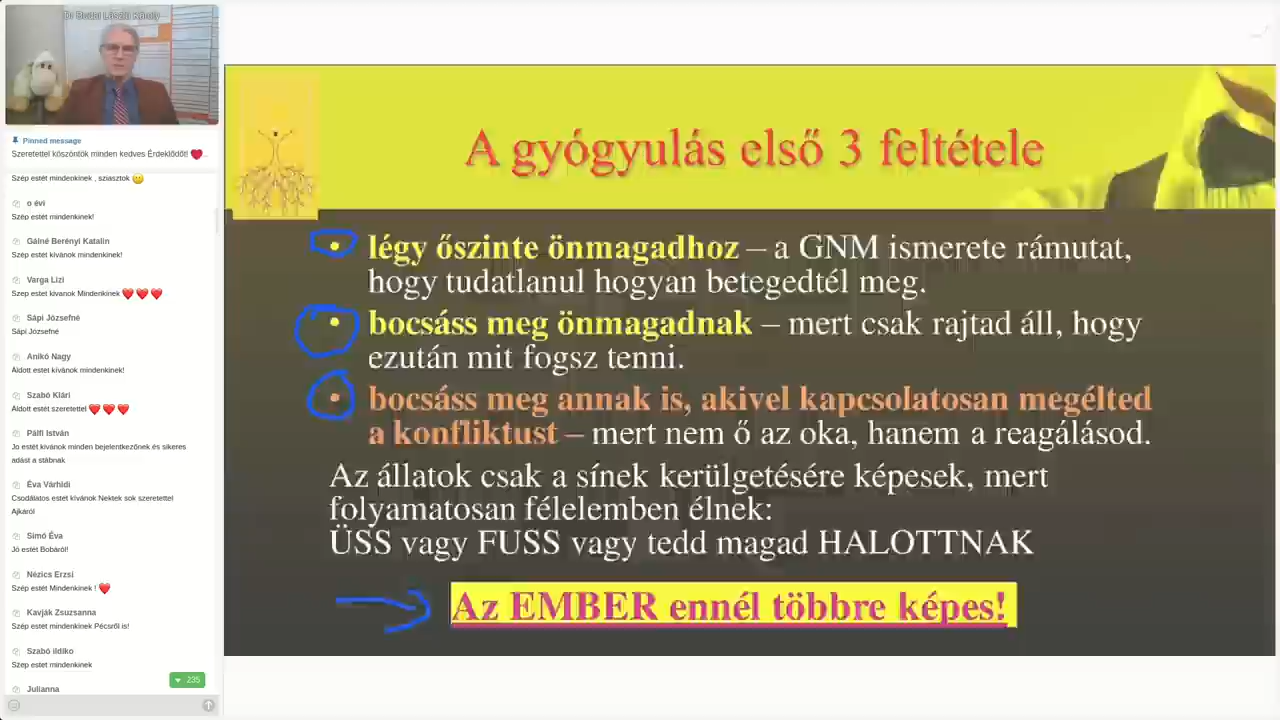 Dr Bodai László Károly
Pinned message
Szeretettel köszöntök minden kedves Érdeklődőt!
Szép estét mindenkinek , sziasztok
o évi
Szép estét mindenkinek!
Gálné Berényi Katalin
Szép estét kívánok mindenkinek!
Varga Lizi
Szep estet kivanok Mindenkinek
Sápi Józsefné
Sápi Józsefné
Anikó Nagy
Áldott estét kívánok mindenkinek!
Szabó Klári
Áldott estét szeretettel
Pálfi István
Jo estét kivánok minden bejelentkezőnek és sikeres
adást a stábnak
Éva Várhidi
Csodálatos estét kívánok Nektek sok szeretettel
Ajkáról
Simó Éva
Jó estét Bobáról!
Nézics Erzsi
Szép estét Mindenkinek !
Kavják Zsuzsanna
Szép estét mindenkinek Pécsről is!
Szabó ildiko
Szép estét mindenkinek
235
Julianna
A gyógyulás első 3 feltétele
• légy őszinte önmagadhoz – a GNM ismerete rámutat,
hogy tudatlanul hogyan betegedtél meg.
• bocsáss meg önmagadnak – mert csak rajtad áll, hogy
ezután mit fogsz tenni.
• bocsáss meg annak is, akivel kapcsolatosan megélted
a konfliktust – mert nem ő az oka, hanem a reagálásod.
Az állatok csak a sínek kerülgetésére képesek, mert
folyamatosan félelemben élnek:
ÜSS vagy FUSS vagy tedd magad HALOTTNAK
Az EMBER ennél többre képes!